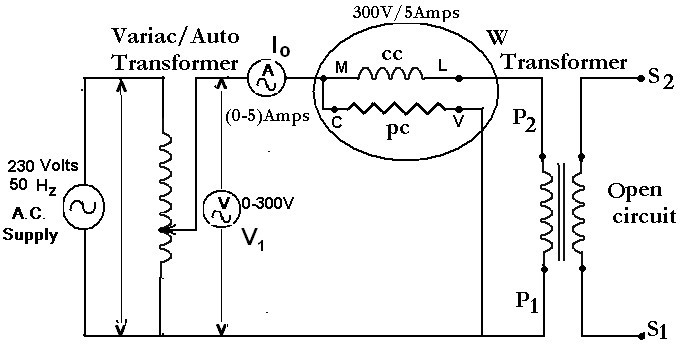 300V/5Amps
Variac/Auto
Transformer
Io
W
Transformer
A
M
cc
L
S2
(0-5)Amps
C
pc
V
P2
230 Volts
50 Hz
A.C.
Supply
V
0-300V
V1
Open
circuit
P1
S1